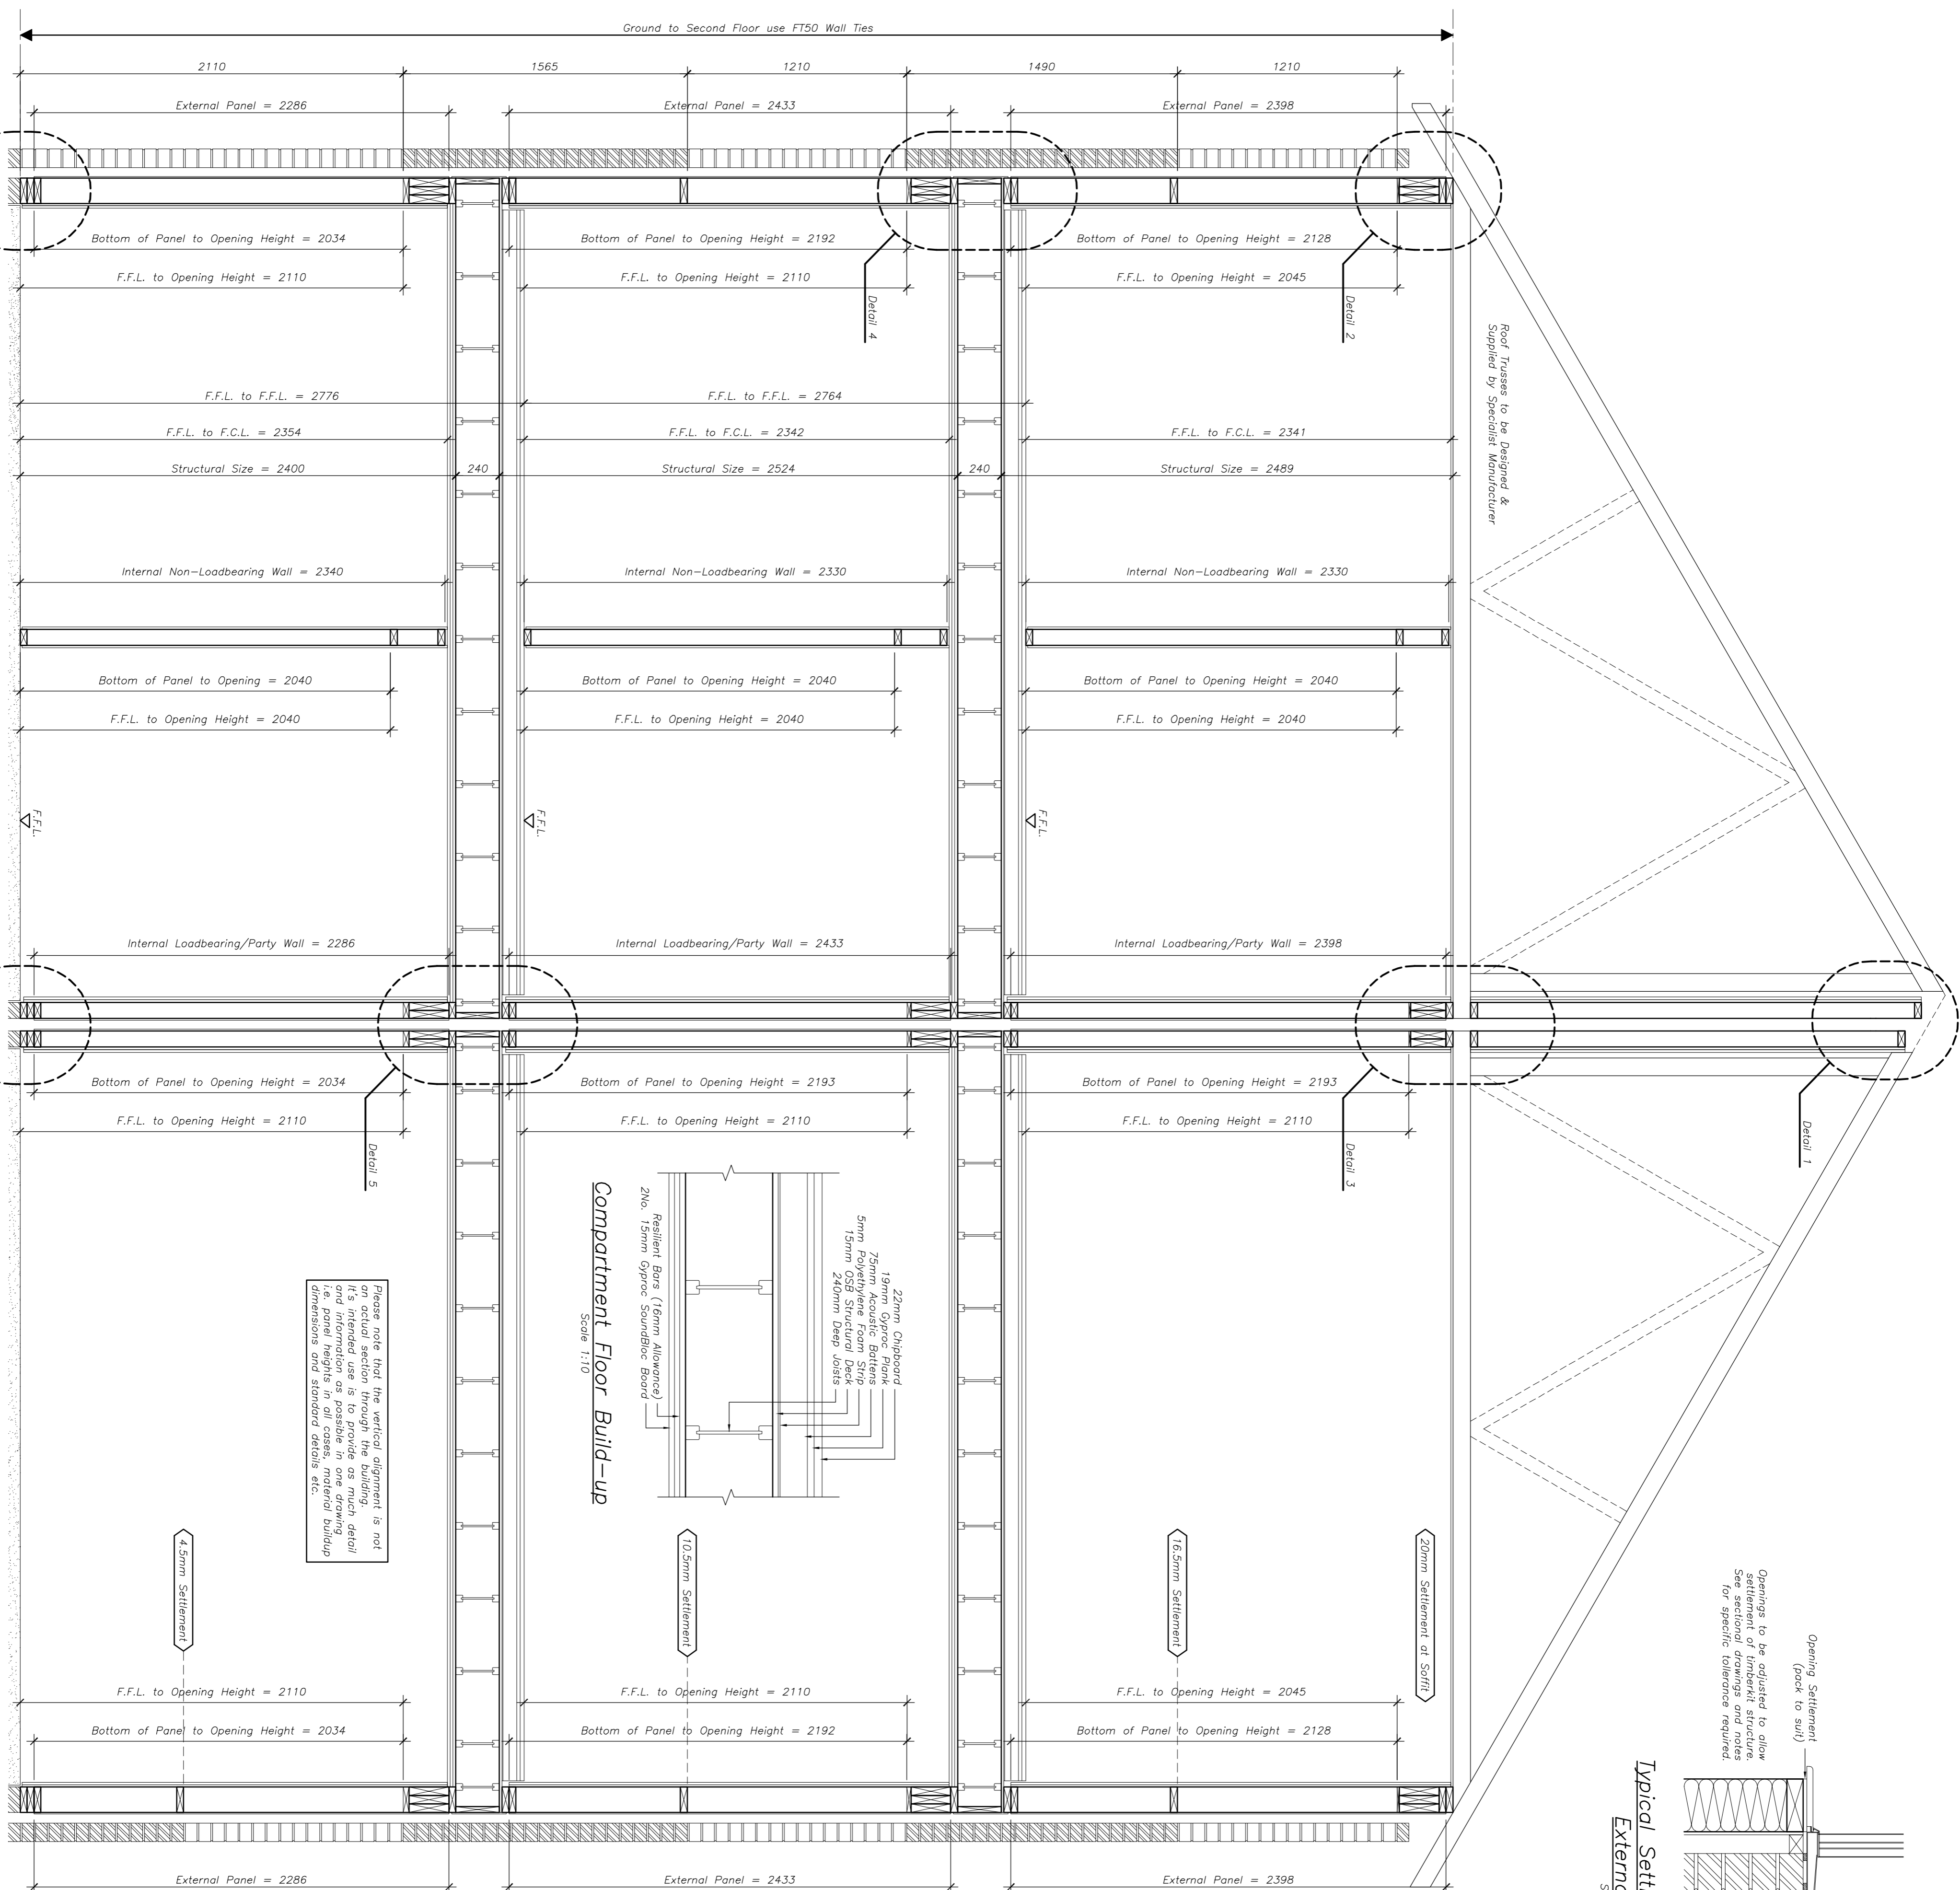 Ground to Second Floor use FT50 Wall Ties
2110
1565
1210
1490
1210
External Panel = 2286
External Panel = 2433
External Panel = 2398
Bottom of Panel to Opening Height = 2034
Bottom of Panel to Opening Height = 2192
Bottom of Panel to Opening Height = 2128
F.F.L. to Opening Height = 2110
F.F.L. to Opening Height = 2110
F.F.L. to Opening Height = 2045
Detail 4
Detail 2
Roof Trusses to be Designed &
Supplied by Specialist Manufacturer
F.F.L. to F.F.L. = 2776
F.F.L. to F.F.L. = 2764
F.F.L. to F.C.L. = 2354
F.F.L. to F.C.L. = 2342
F.F.L. to F.C.L. = 2341
Structural Size = 2400
240
Structural Size = 2524
240
Structural Size = 2489
Internal Non-Loadbearing Wall = 2340
Internal Non-Loadbearing Wall = 2330
Internal Non-Loadbearing Wall = 2330
Bottom of Panel to Opening = 2040
Bottom of Panel to Opening Height = 2040
Bottom of Panel to Opening Height = 2040
F.F.L. to Opening Height = 2040
F.F.L. to Opening Height = 2040
F.F.L. to Opening Height = 2040
F.F.L.
F.F.L.
F.F.L.
Internal Loadbearing/Party Wall = 2286
Internal Loadbearing/Party Wall = 2433
Internal Loadbearing/Party Wall = 2398
Bottom of Panel to Opening Height = 2034
Bottom of Panel to Opening Height = 2193
Bottom of Panel to Opening Height = 2193
F.F.L. to Opening Height = 2110
F.F.L. to Opening Height = 2110
F.F.L. to Opening Height = 2110
Detail 5
Detail 3
Detail 1
22mm Chipboard
19mm Gyproc Plank
75mm Acoustic Battens
5mm Polyethylene Foam Strip
15mm OSB Structural Deck
240mm Deep Joists
Resilient Bars (16mm Allowance)
2No. 15mm Gyproc SoundBloc Board
Compartment Floor Build-up
Scale 1:10
Please note that the vertical alignment is not
an actual section through the building.
It's intended use is to provide as much detail
and information as possible in one drawing
i.e. panel heights in all cases, material buildup
dimensions and standard details etc.
4.5mm Settlement
10.5mm Settlement
16.5mm Settlement
20mm Settlement at Soffit
Opening Settlement
(pack to suit)
Openings to be adjusted to allow
settlement of timberkit structure.
See sectional drawings and notes
for specific tollerance required.
Typical Sett
Externa
S
F.F.L. to Opening Height = 2110
F.F.L. to Opening Height = 2110
F.F.L. to Opening Height = 2045
Bottom of Panel to Opening Height = 2034
Bottom of Panel to Opening Height = 2192
Bottom of Panel to Opening Height = 2128
External Panel = 2286
External Panel = 2433
External Panel = 2398